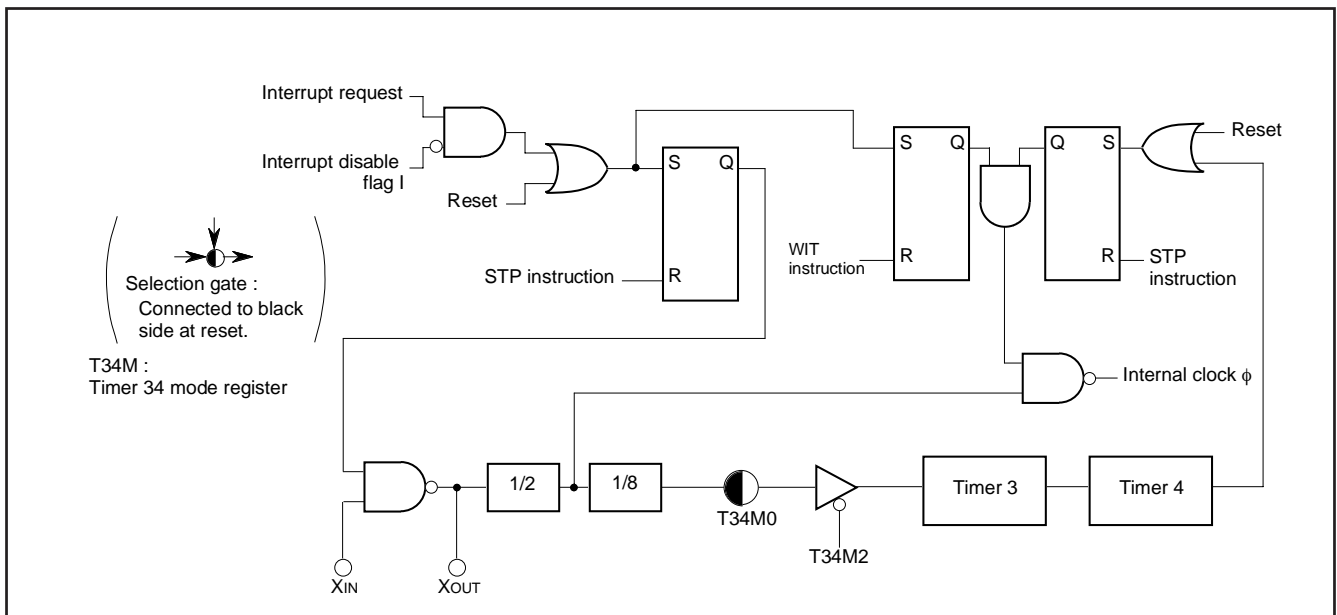 Interrupt request
Interrupt disable
flag I
Reset
S
Q
R
STP instruction
S
Q
R
WIT
instruction
Q
S
R
Reset
STP
instruction
Selection gate :
Connected to black
side at reset.
T34M :
Timer 34 mode register
Internal clock ϕ
1/2
1/8
T34M0
T34M2
Timer 3
Timer 4
XIN
XOUT